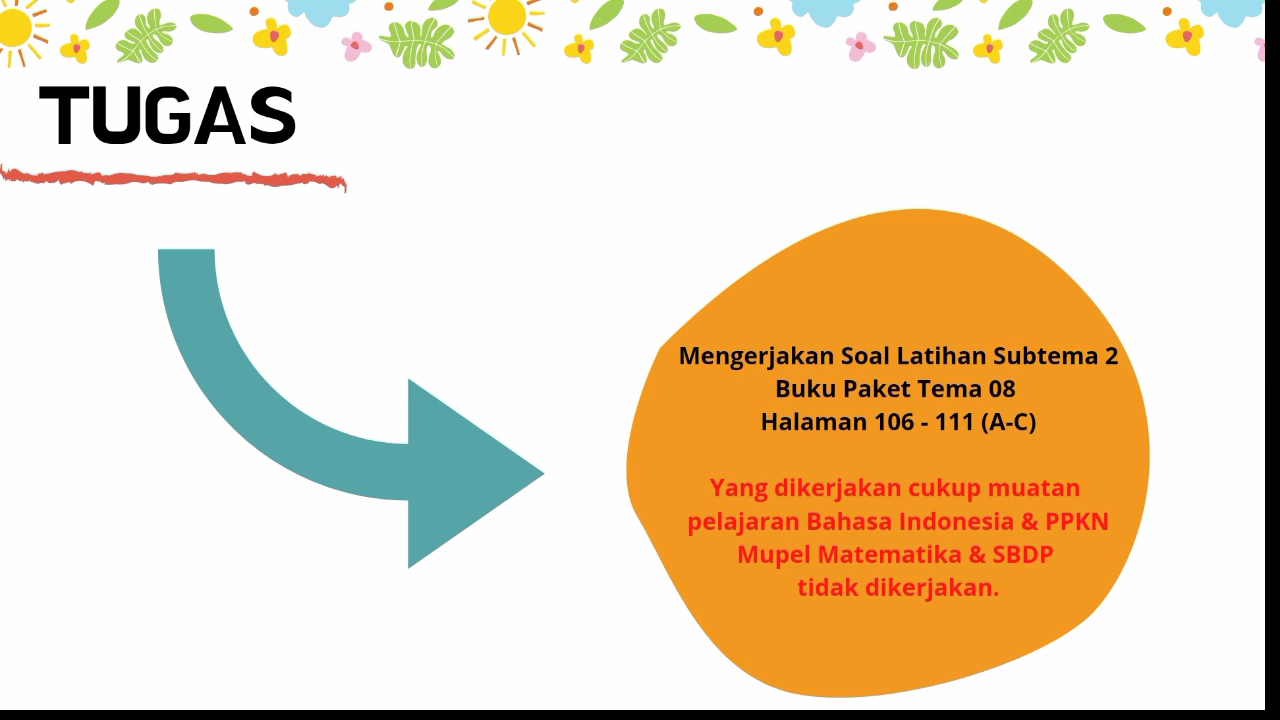 TUGAS
Mengerjakan Soal Latihan Subtema 2
Buku Paket Tema 08
Halaman 106 - 111 (A-C)
Yang dikerjakan cukup muatan
pelajaran Bahasa Indonesia & PPKN
Mupel Matematika & SBDP
tidak dikerjakan.